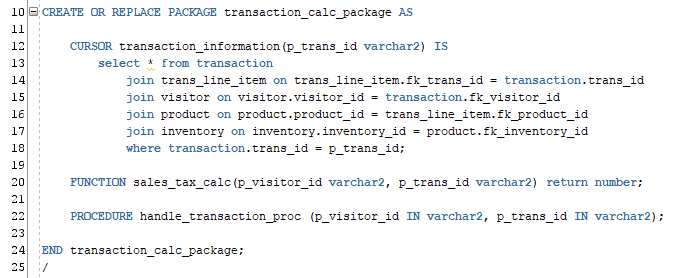 10 CREATE OR REPLACE PACKAGE transaction_calc_package AS
11
12 CURSOR transaction_information(p_trans_id varchar2) IS
13 select * from transaction
14 join trans_line_item on trans_line_item.fk_trans_id = transaction.trans_id
15 join visitor on visitor.visitor_id = transaction.fk_visitor_id
16 join product on product.product_id = trans_line_item.fk_product_id
17 join inventory on inventory.inventory_id = product.fk_inventory_id
18 where transaction.trans_id = p_trans_id;
19
20 FUNCTION sales_tax_calc(p_visitor_id varchar2, p_trans_id varchar2) return number;
21
22 PROCEDURE handle_transaction_proc (p_visitor_id IN varchar2, p_trans_id IN varchar2);
23
24 END transaction_calc_package;
25 /